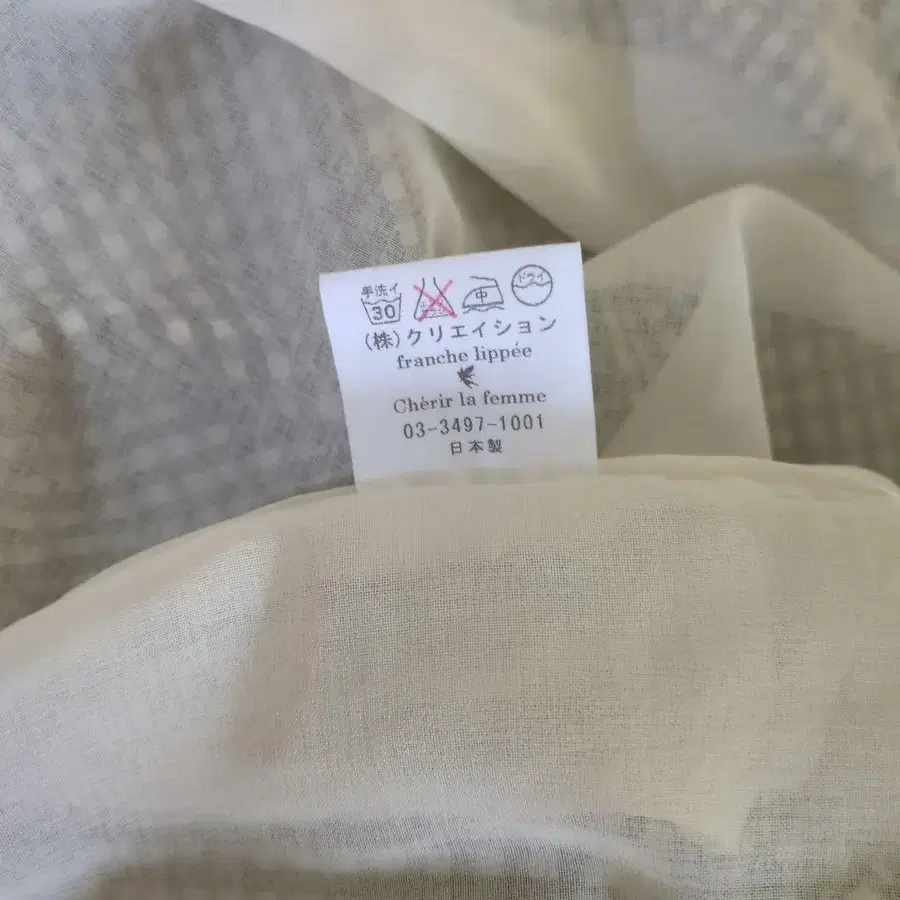 手洗イ
30
中
ドライ
(株)クリエイション
franche lippée
Chérir la femme
03-3497-1001
日本製